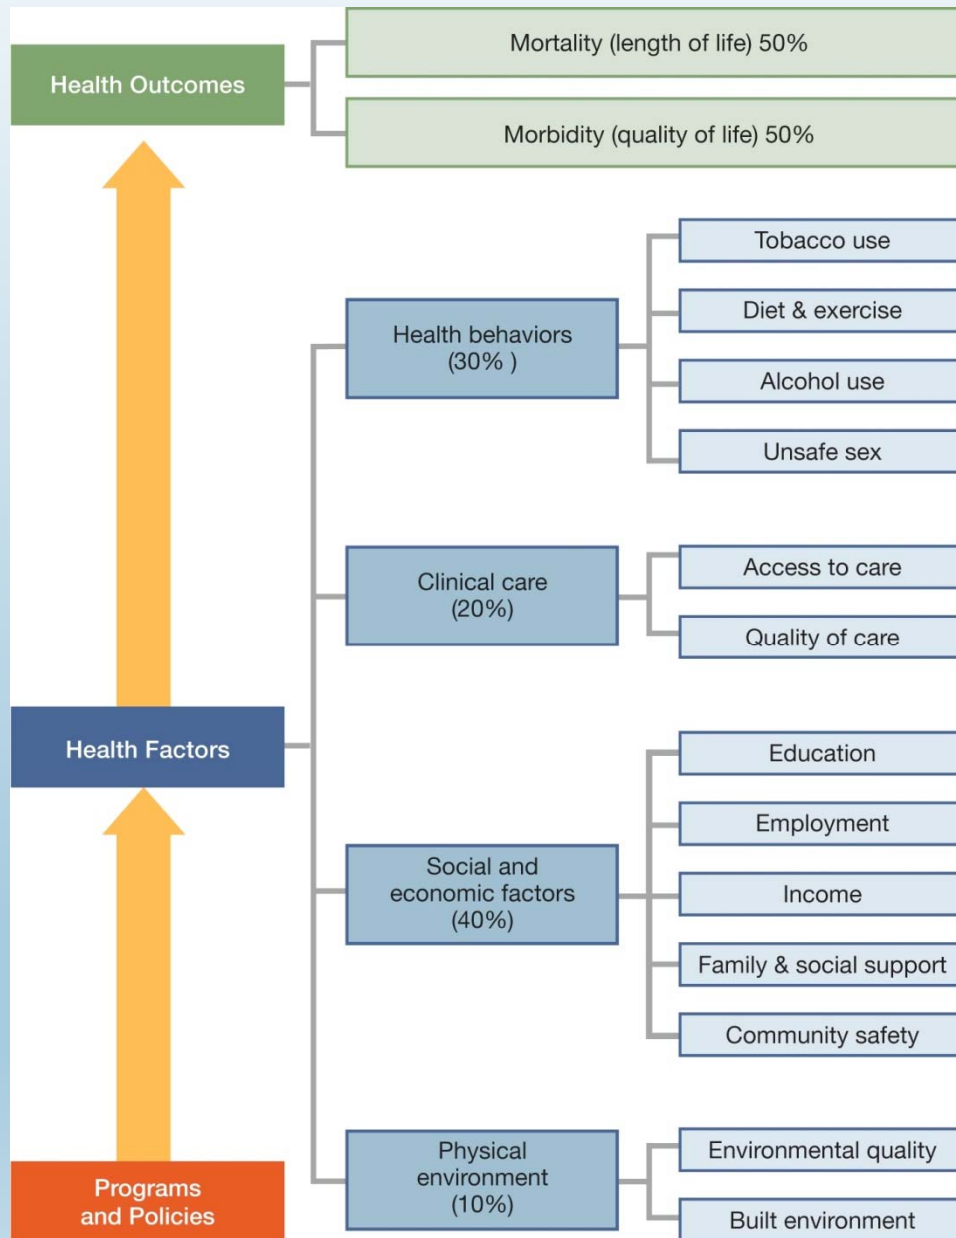 Health Outcomes
Mortality (length of life) 50%
Morbidity (quality of life) 50%
Health Factors
Health behaviors
(30% )
Tobacco use
Diet & exercise
Alcohol use
Unsafe sex
Clinical care
(20%)
Access to care
Quality of care
Social and
economic factors
(40%)
Education
Employment
Income
Family & social support
Community safety
Physical
environment
(10%)
Environmental quality
Built environment
Programs
and Policies